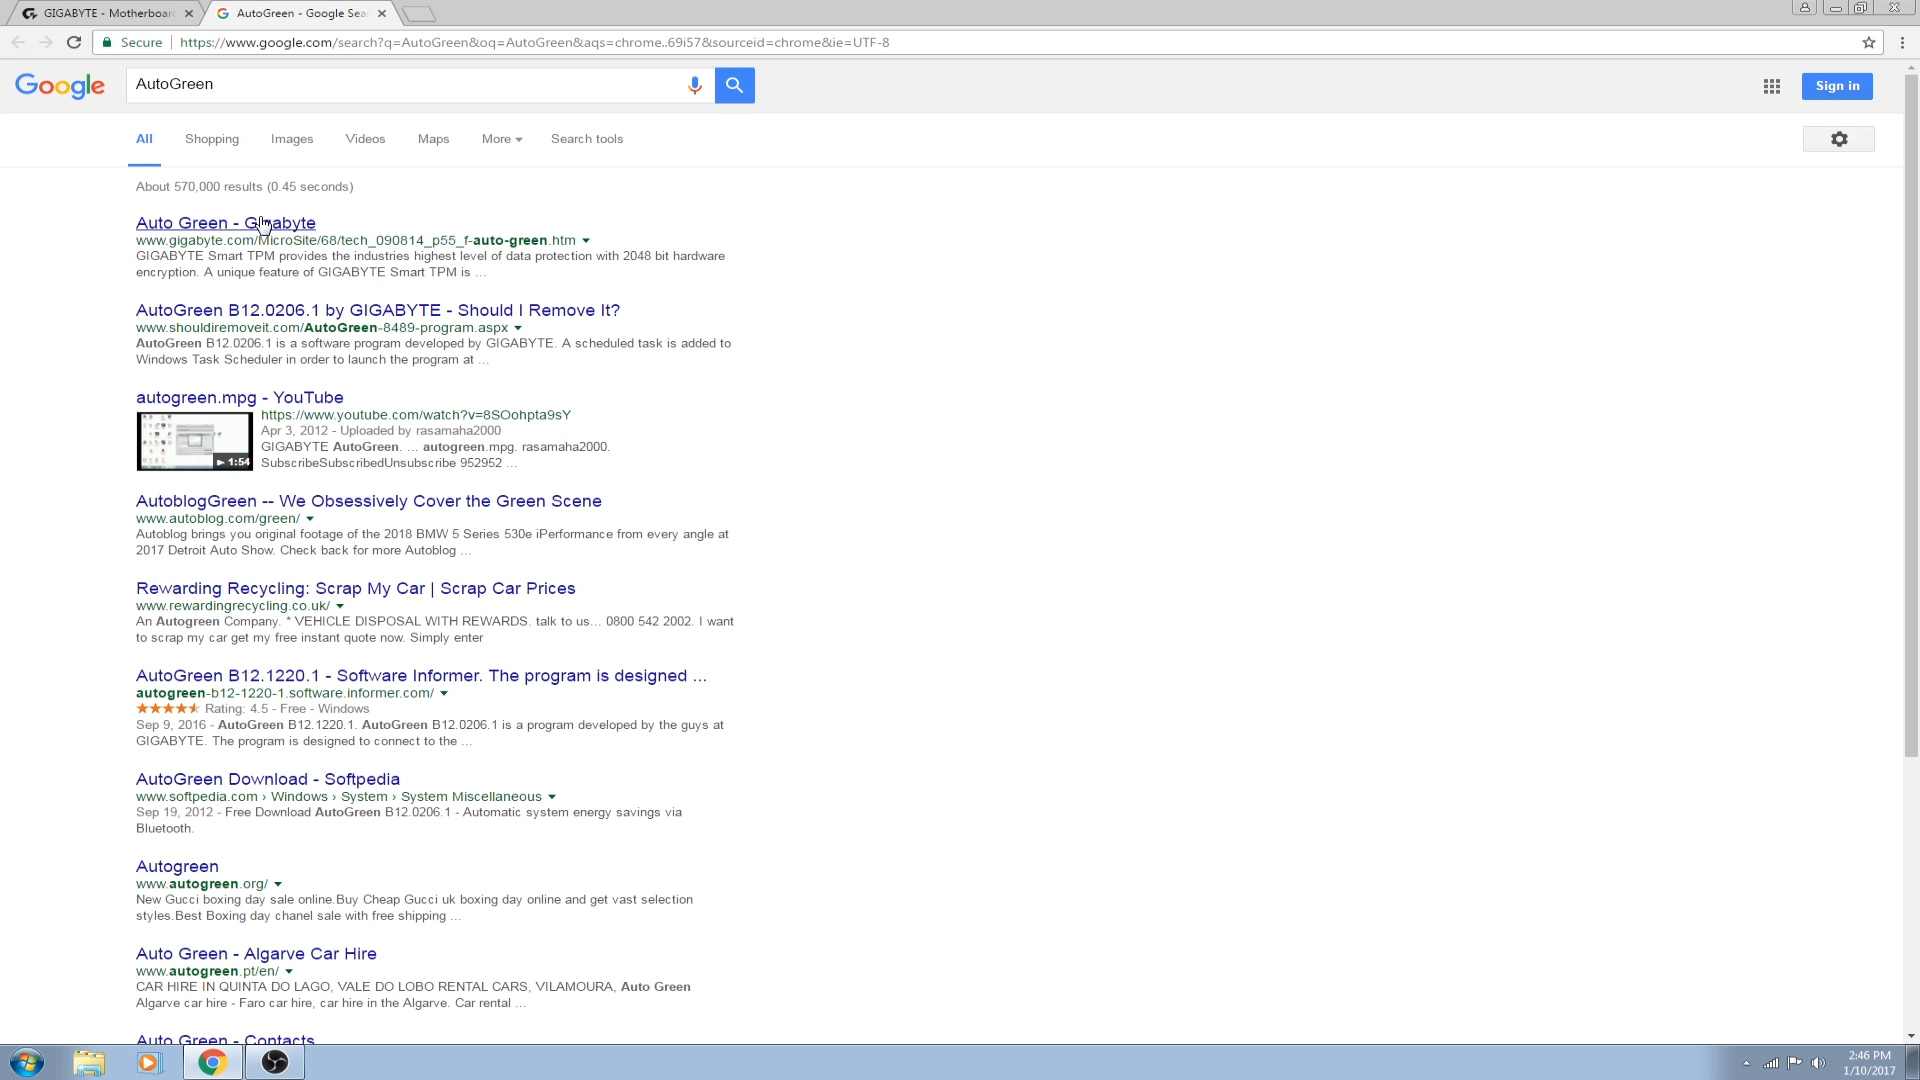 GIGABYTE - Motherboar
AutoGreen - Google Sea
Secure
https://www.google.com/search?q=AutoGreen&oq=AutoGreen&aqs=chrome..69i57&sourceid=chrome&ie=UTF-8
Google
AutoGreen
Sign in
All Shopping Images Videos Maps More Search tools
About 570,000 results (0.45 seconds)
Auto Green - Gigabyte
www.gigabyte.com/MicroSite/68/tech_090814_p55_f-auto-green.htm
GIGABYTE Smart TPM provides the industries highest level of data protection with 2048 bit hardware
encryption. A unique feature of GIGABYTE Smart TPM is ...
AutoGreen B12.0206.1 by GIGABYTE - Should I Remove It?
www.shouldiremoveit.com/AutoGreen-8489-program.aspx
AutoGreen B12.0206.1 is a software program developed by GIGABYTE. A scheduled task is added to
Windows Task Scheduler in order to launch the program at ...
autogreen.mpg - YouTube
1:54
https://www.youtube.com/watch?v=8SOohpta9sY
Apr 3, 2012 - Uploaded by rasamaha2000
GIGABYTE AutoGreen. ... autogreen.mpg. rasamaha2000.
SubscribeSubscribedUnsubscribe 952952 ...
AutoblogGreen -- We Obsessively Cover the Green Scene
www.autoblog.com/green/
Autoblog brings you original footage of the 2018 BMW 5 Series 530e iPerformance from every angle at
2017 Detroit Auto Show. Check back for more Autoblog ...
Rewarding Recycling: Scrap My Car | Scrap Car Prices
www.rewardingrecycling.co.uk/
An Autogreen Company. * VEHICLE DISPOSAL WITH REWARDS. talk to us... 0800 542 2002. I want
to scrap my car get my free instant quote now. Simply enter
AutoGreen B12.1220.1 - Software Informer. The program is designed ...
autogreen-b12-1220-1.software.informer.com/
Rating: 4.5 - Free - Windows
Sep 9, 2016 - AutoGreen B12.1220.1. AutoGreen B12.0206.1 is a program developed by the guys at
GIGABYTE. The program is designed to connect to the ...
AutoGreen Download - Softpedia
www.softpedia.com › Windows › System › System Miscellaneous
Sep 19, 2012 - Free Download AutoGreen B12.0206.1 - Automatic system energy savings via
Bluetooth.
Autogreen
www.autogreen.org/
New Gucci boxing day sale online.Buy Cheap Gucci uk boxing day online and get vast selection
styles.Best Boxing day chanel sale with free shipping ...
Auto Green - Algarve Car Hire
www.autogreen.pt/en/
CAR HIRE IN QUINTA DO LAGO, VALE DO LOBO RENTAL CARS, VILAMOURA, Auto Green
Algarve car hire - Faro car hire, car hire in the Algarve. Car rental ...
Auto Green - Contacts
2:46 PM
1/10/2017